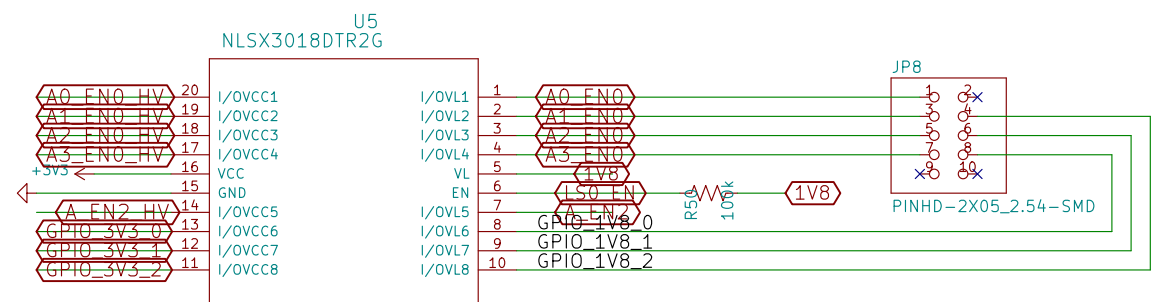 U5
NLSX3018DTR2G
JP8
A0_EN0_HV 20 I/OVCC1 I/OVL1 1 A0_EN0 1 2
A1_EN0_HV 19 I/OVCC2 I/OVL2 2 A1_EN0 3 4
A2_EN0_HV 18 I/OVCC3 I/OVL3 3 A2_EN0 5 6
A3_EN0_HV 17 I/OVCC4 I/OVL4 4 A3_EN0 7 8
+3V3 16 VCC VL 5 1V8 9 10
15 GND EN 6 LS0_EN R50 100k 1V8
A_EN2_HV 14 I/OVCC5 I/OVL5 7 A_EN2 PINHD-2X05_2.54-SMD
GPIO_3V3_0 13 I/OVCC6 I/OVL6 8 GPIO_1V8_0
GPIO_3V3_1 12 I/OVCC7 I/OVL7 9 GPIO_1V8_1
GPIO_3V3_2 11 I/OVCC8 I/OVL8 10 GPIO_1V8_2